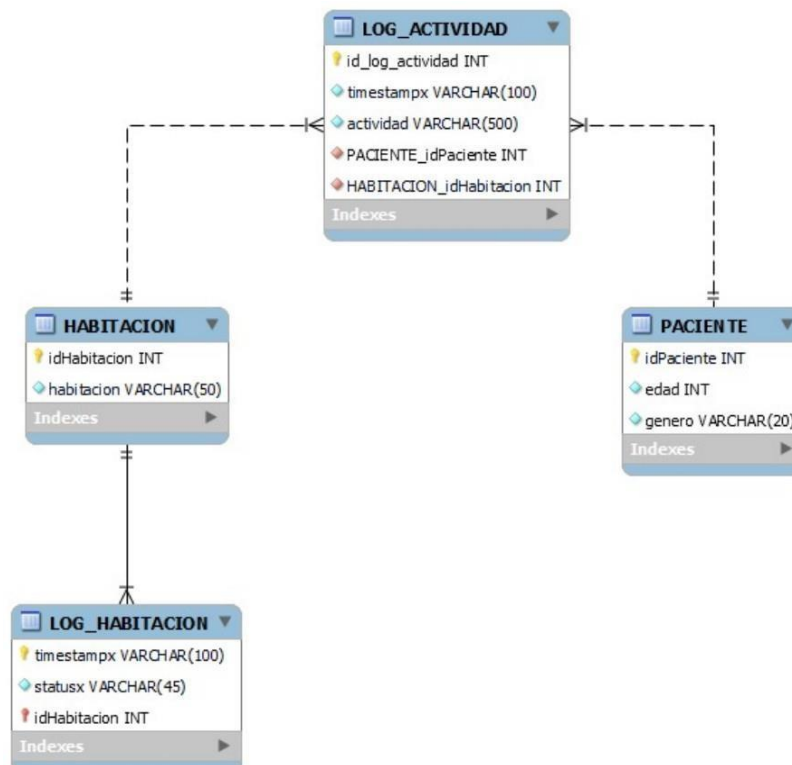 LOG_ACTIVIDAD
id_log_actividad INT
timestampx VARCHAR(100)
actividad VARCHAR(500)
PACIENTE_idPaciente INT
HABITACION_idHabitacion INT
Indexes
HABITACION
idHabitacion INT
habitacion VARCHAR(50)
Indexes
PACIENTE
idPaciente INT
edad INT
genero VARCHAR(20)
Indexes
LOG_HABITACION
timestampx VARCHAR(100)
statusx VARCHAR(45)
idHabitacion INT
Indexes